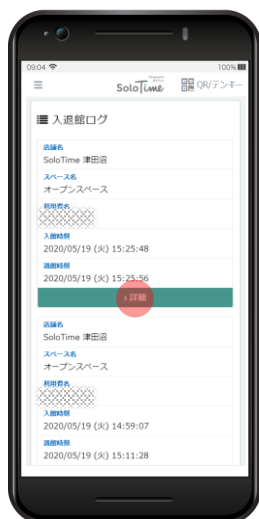 09:04
100%
SoloTime
QR/テンキー
入退館ログ
店舗名
SoloTime 津田沼
スペース名
オープンスペース
利用者名
入館時刻
2020/05/19 (火) 15:25:48
退館時刻
2020/05/19 (火) 15:25:56
> 詳細
店舗名
SoloTime 津田沼
スペース名
オープンスペース
利用者名
入館時刻
2020/05/19 (火) 14:59:07
退館時刻
2020/05/19 (火) 15:11:28